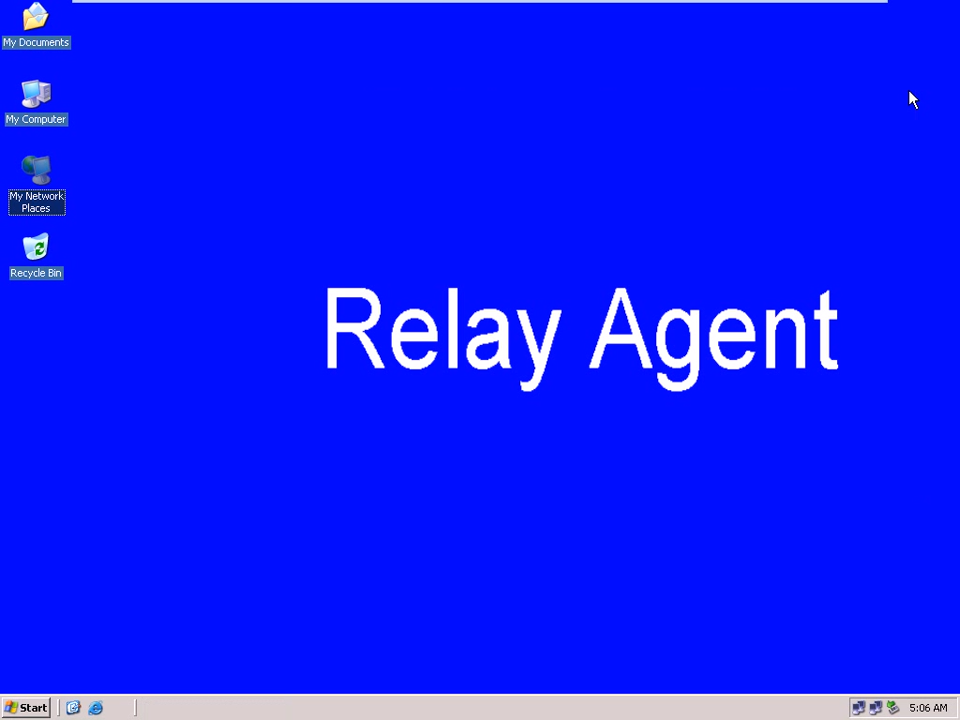 My Documents
My Computer
My Network
Places
Recycle Bin
Relay Agent
Start
5:06 AM